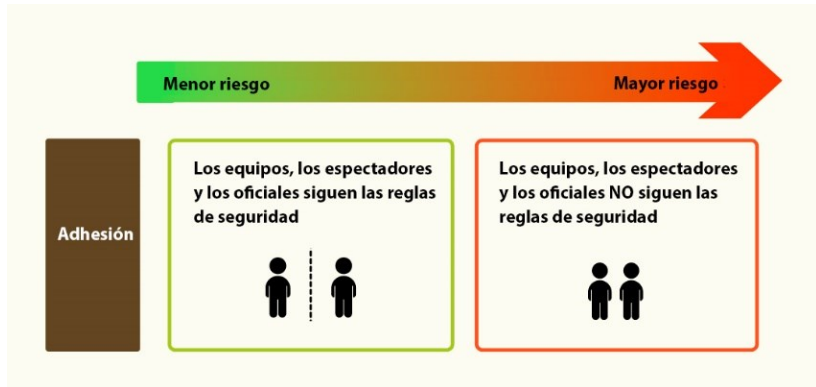 Menor riesgo
Mayor riesgo
Adhesión
Los equipos, los espectadores
y los oficiales siguen las reglas
de seguridad
Los equipos, los espectadores
y los oficiales NO siguen las
reglas de seguridad